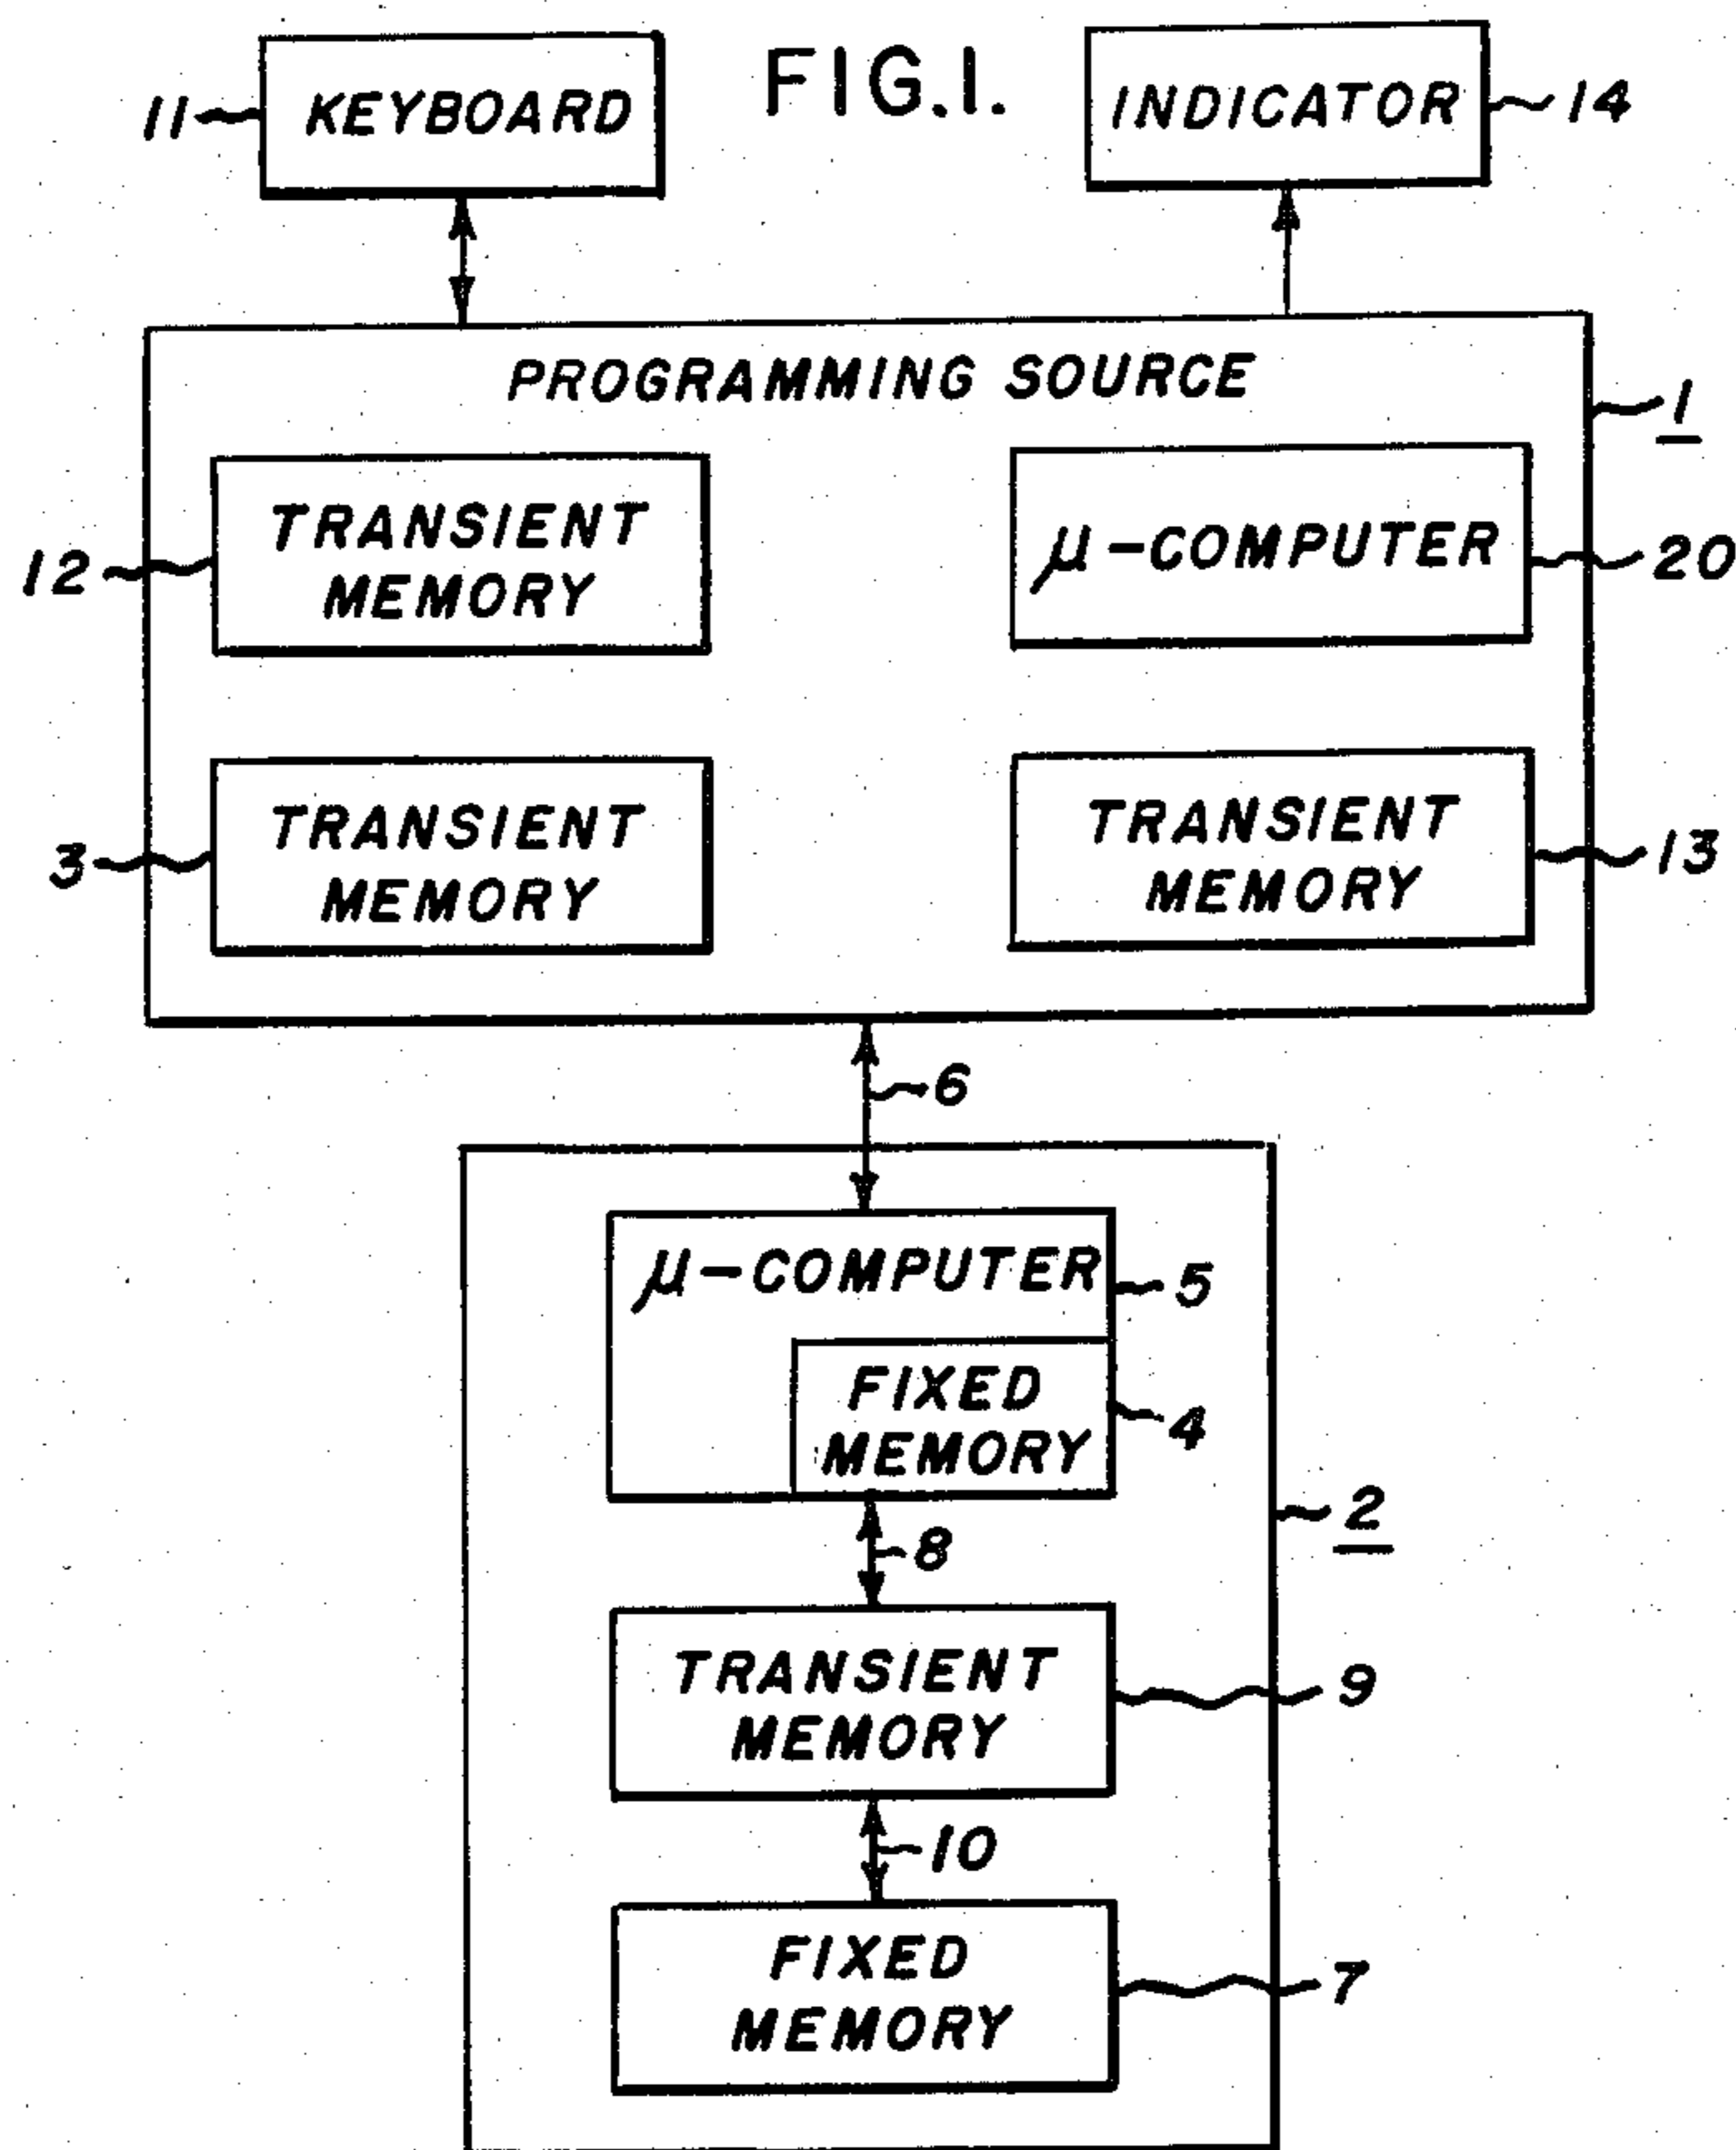 FIG.1.
11 KEYBOARD
INDICATOR 14
PROGRAMMING SOURCE
1
12 TRANSIENT
MEMORY
μ-COMPUTER 20
3 TRANSIENT
MEMORY
TRANSIENT
MEMORY 13
6
μ-COMPUTER 5
FIXED
MEMORY 4
2
8
TRANSIENT
MEMORY 9
10
FIXED
MEMORY 7